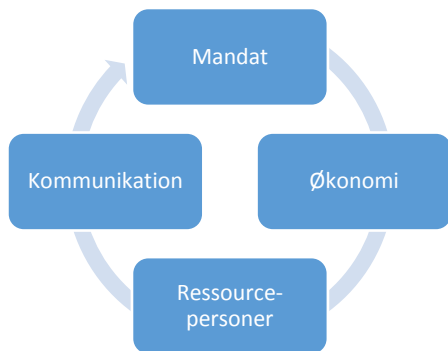 Mandat
Kommunikation
Økonomi
Ressource-
personer